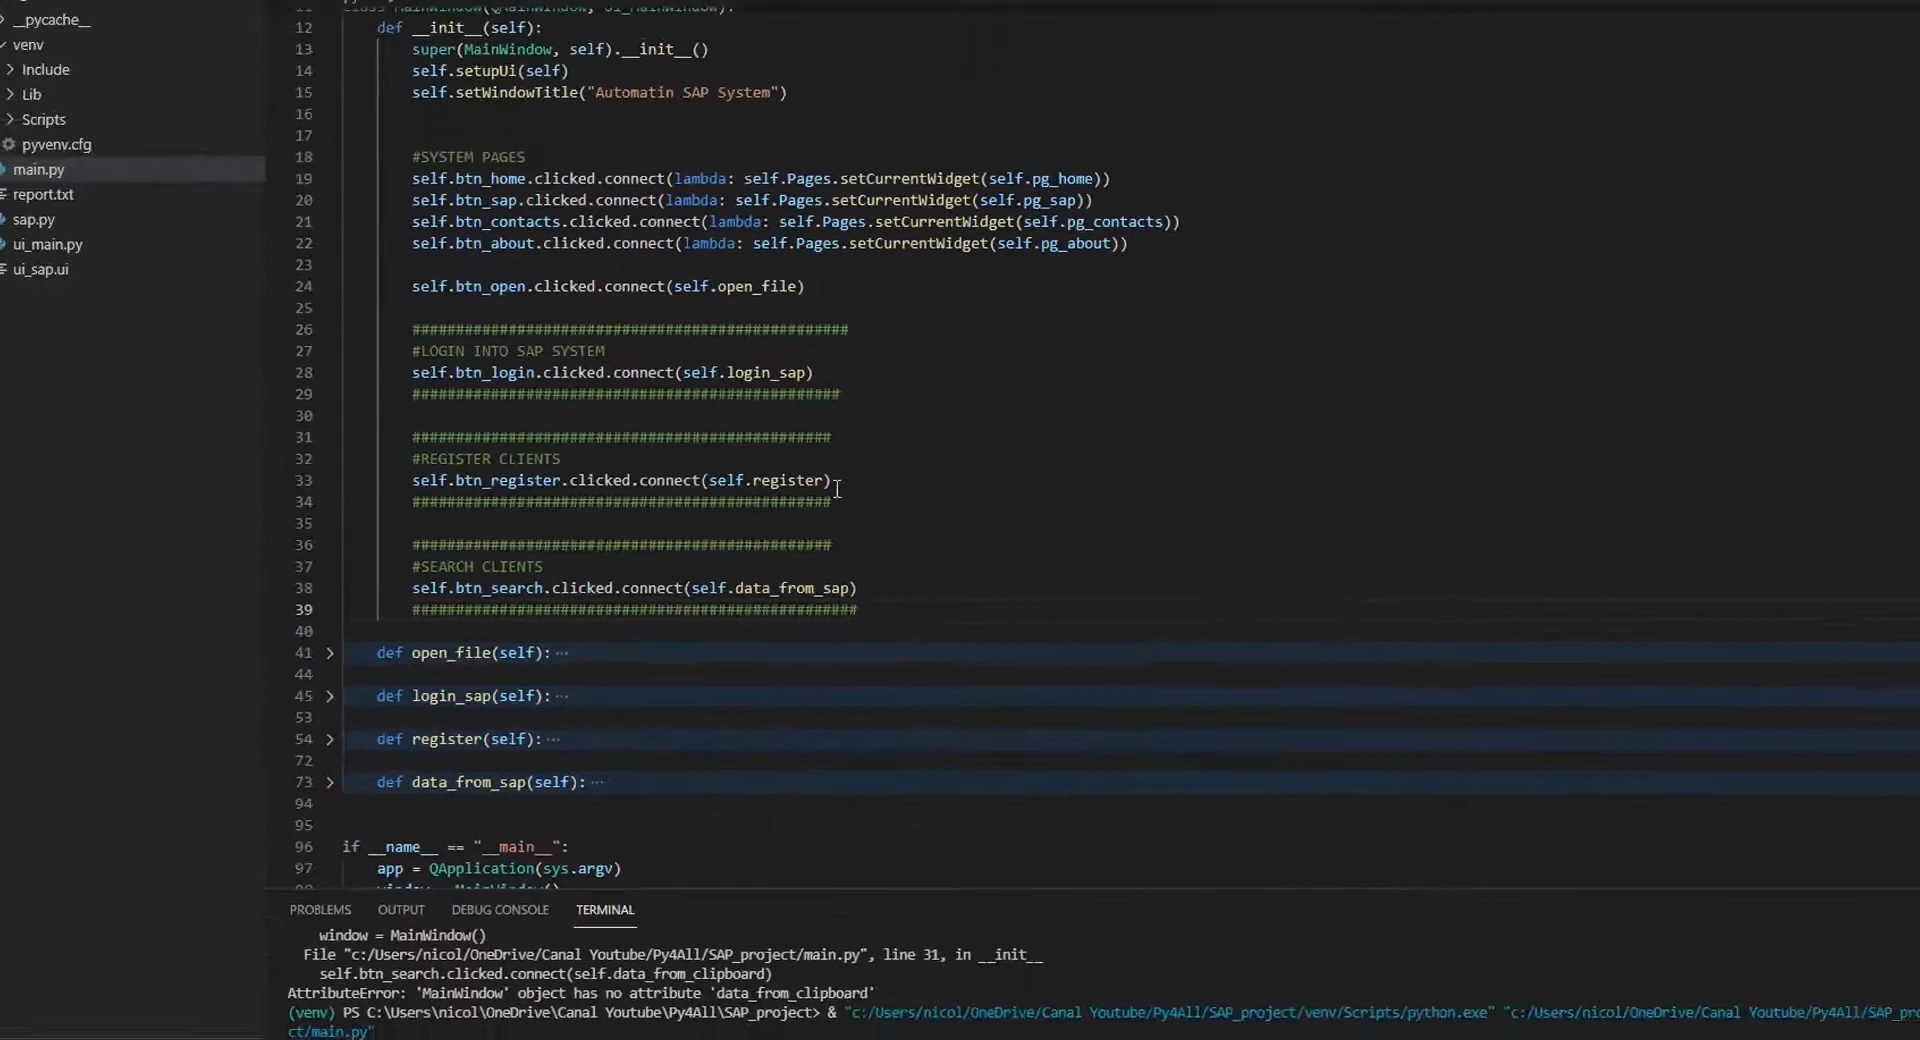 __pycache__
venv
Include
Lib
Scripts
pyvenv.cfg
main.py
report.txt
sap.py
ui_main.py
ui_sap.ui
11 class MainWindow(QMainWindow, Ui_MainWindow):
12 def __init__(self):
13 super(MainWindow, self).__init__()
14 self.setupUi(self)
15 self.setWindowTitle("Automatin SAP System")
16
17
18 #SYSTEM PAGES
19 self.btn_home.clicked.connect(lambda: self.Pages.setCurrentWidget(self.pg_home))
20 self.btn_sap.clicked.connect(lambda: self.Pages.setCurrentWidget(self.pg_sap))
21 self.btn_contacts.clicked.connect(lambda: self.Pages.setCurrentWidget(self.pg_contacts))
22 self.btn_about.clicked.connect(lambda: self.Pages.setCurrentWidget(self.pg_about))
23
24 self.btn_open.clicked.connect(self.open_file)
25
26 ##################################################
27 #LOGIN INTO SAP SYSTEM
28 self.btn_login.clicked.connect(self.login_sap)
29 #################################################
30
31 ################################################
32 #REGISTER CLIENTS
33 self.btn_register.clicked.connect(self.register)
34 ################################################
35
36 ################################################
37 #SEARCH CLIENTS
38 self.btn_search.clicked.connect(self.data_from_sap)
39 ###################################################
40
41 def open_file(self): ···
44
45 def login_sap(self): ···
53
54 def register(self): ···
72
73 def data_from_sap(self): ···
94
95
96 if __name__ == "__main__":
97 app = QApplication(sys.argv)
98 window = MainWindow()
PROBLEMS OUTPUT DEBUG CONSOLE TERMINAL
window = MainWindow()
File "c:/Users/nicol/OneDrive/Canal Youtube/Py4All/SAP_project/main.py", line 31, in __init__
self.btn_search.clicked.connect(self.data_from_clipboard)
AttributeError: 'MainWindow' object has no attribute 'data_from_clipboard'
(venv) PS C:\Users\nicol\OneDrive\Canal Youtube\Py4All\SAP_project> & "c:/Users/nicol/OneDrive/Canal Youtube/Py4All/SAP_project/venv/Scripts/python.exe" "c:/Users/nicol/OneDrive/Canal Youtube/Py4All/SAP_pro
ct/main.py"